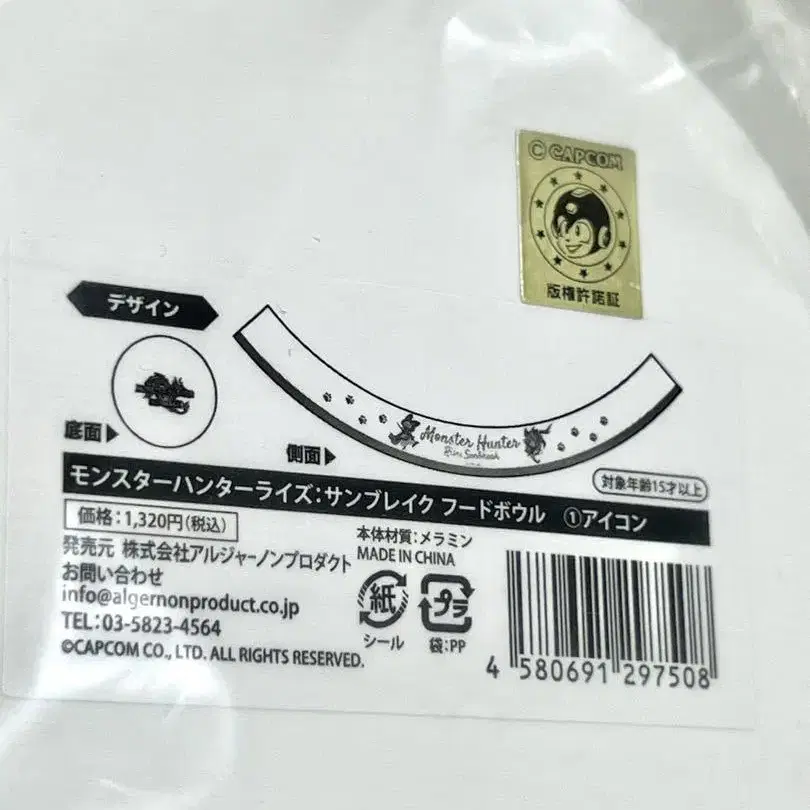 © CAPCOM
版権許諾証
デザイン
底面
側面
Monster Hunter
Rise Sunbreak
対象年齢15才以上
モンスターハンターライズ:サンブレイク フードボウル ①アイコン
価格:1,320円(税込)
発売元 株式会社アルジャーノンプロダクト
お問い合わせ
info@algernonproduct.co.jp
TEL:03-5823-4564
©CAPCOM CO., LTD. ALL RIGHTS RESERVED.
本体材質:メラミン
MADE IN CHINA
紙
シール
プラ
袋:PP
4 580691 297508